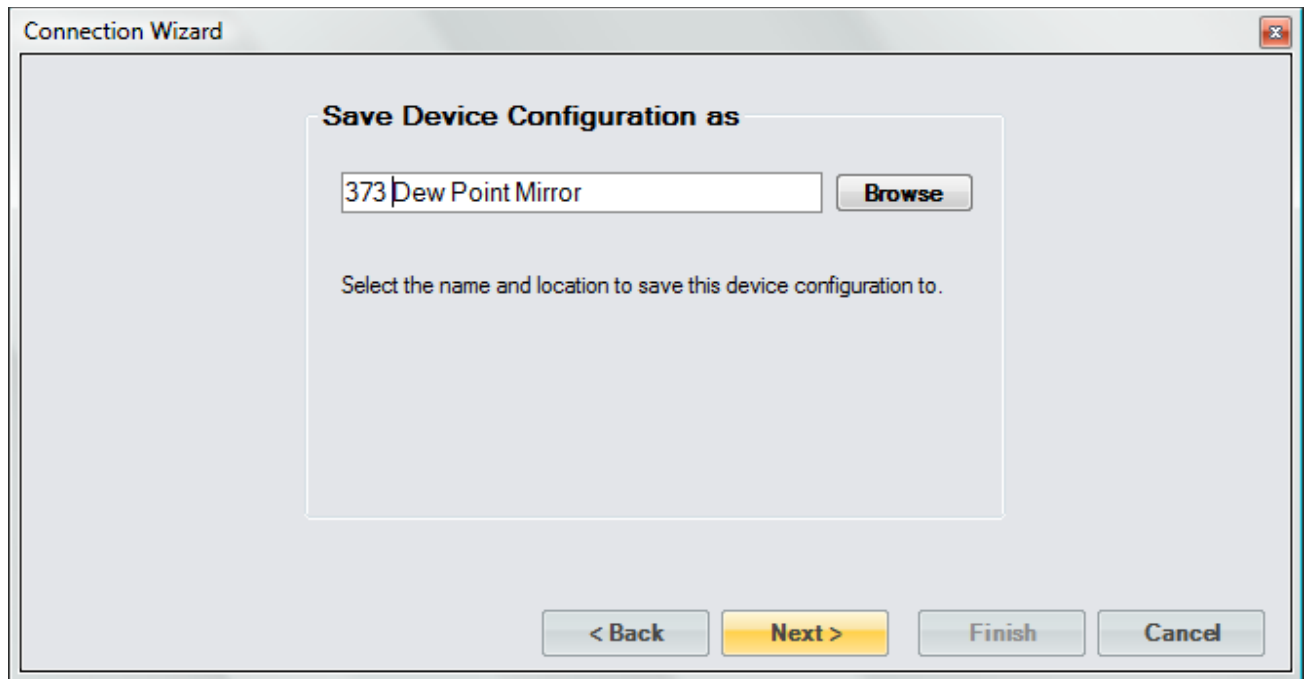 Connection Wizard
Save Device Configuration as
373 Dew Point Mirror
Browse
Select the name and location to save this device configuration to.
< Back
Next >
Finish
Cancel